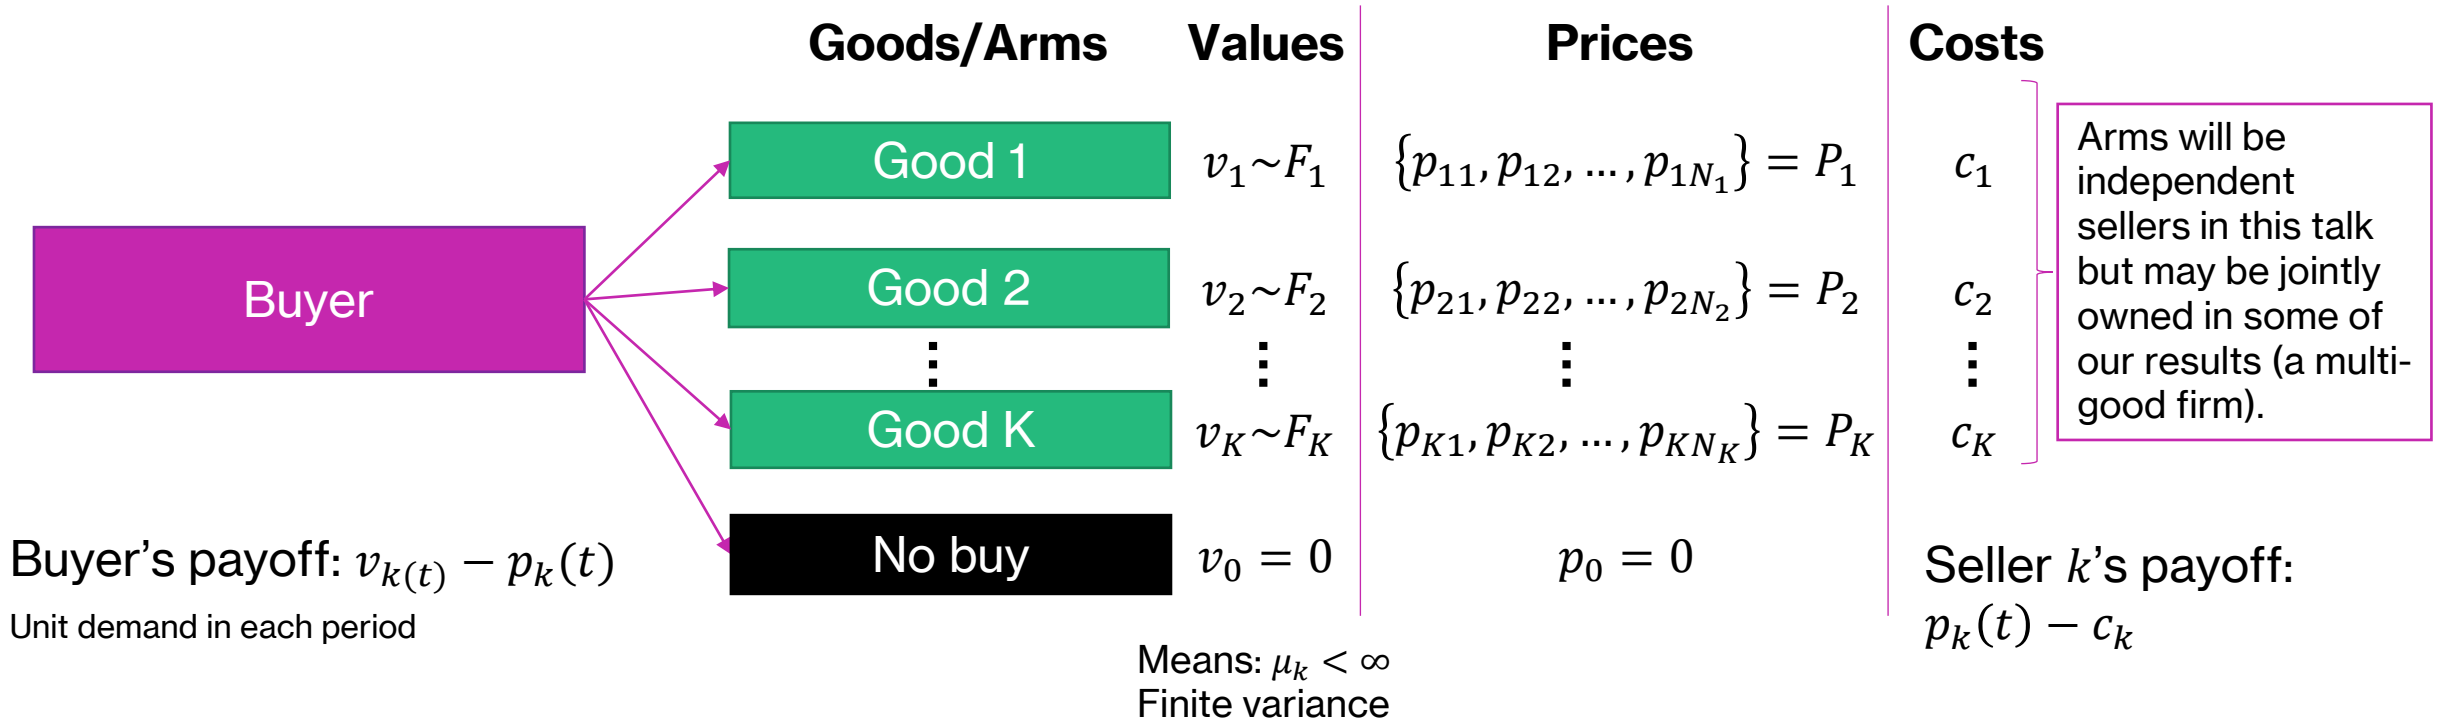 Goods/Arms Values Prices Costs
Good 1 v₁~F₁ {p₁₁, p₁₂, …, p₁N₁} = P₁ c₁
Good 2 v₂~F₂ {p₂₁, p₂₂, …, p₂N₂} = P₂ c₂
⋮ ⋮ ⋮ ⋮
Good K v_K~F_K {p_K1, p_K2, …, p_KN_K} = P_K c_K
No buy v₀ = 0 p₀ = 0
Buyer
Arms will be
independent
sellers in this talk
but may be jointly
owned in some of
our results (a multi-
good firm).
Buyer’s payoff: v_k(t) − p_k(t)
Unit demand in each period
Means: μ_k < ∞
Finite variance
Seller k’s payoff:
p_k(t) − c_k